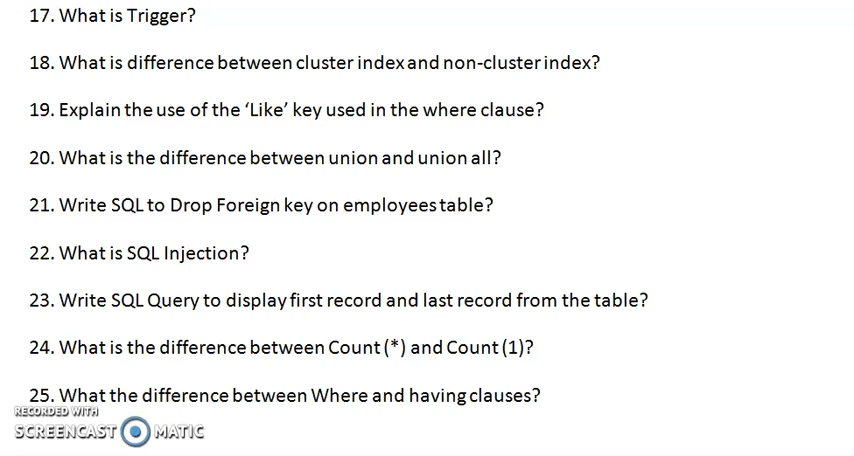 17. What is Trigger?
18. What is difference between cluster index and non-cluster index?
19. Explain the use of the ‘Like’ key used in the where clause?
20. What is the difference between union and union all?
21. Write SQL to Drop Foreign key on employees table?
22. What is SQL Injection?
23. Write SQL Query to display first record and last record from the table?
24. What is the difference between Count (*) and Count (1)?
25. What the difference between Where and having clauses?
RECORDED WITH
SCREENCAST MATIC